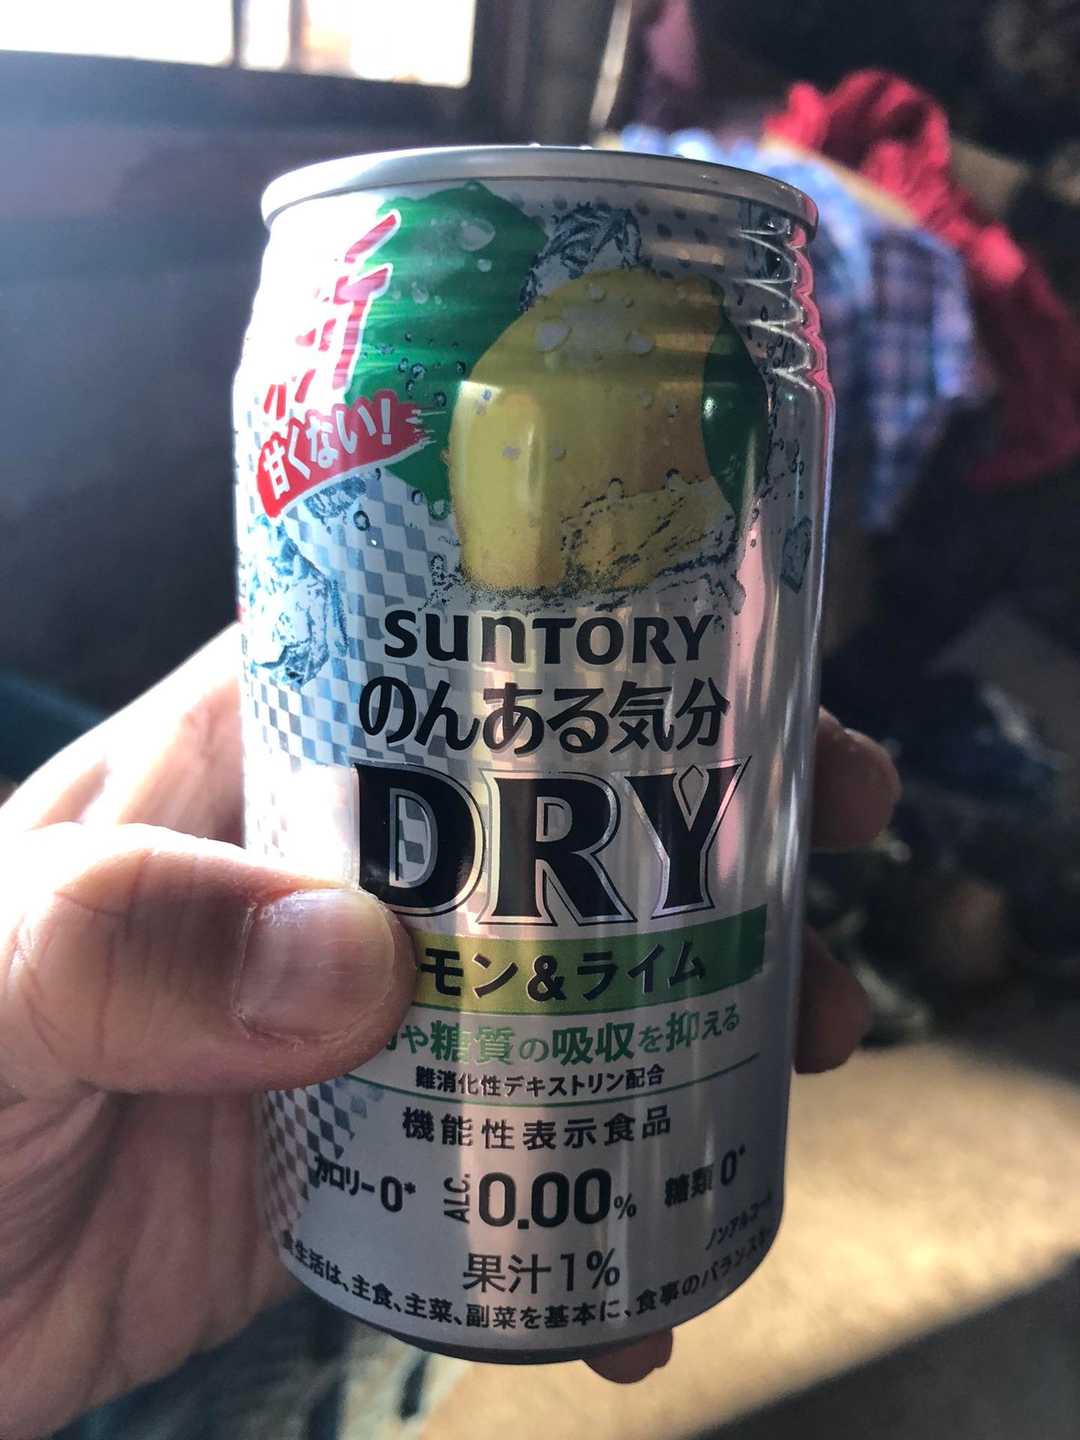 甘くない!
SUNTORY
のんある気分
DRY
モン&ライム
や糖質の吸収を抑える
難消化性デキストリン配合
機能性表示食品
カロリー0* ALC. 0.00% 糖類0*
ノンアルコール
果汁1%
食生活は、主食、主菜、副菜を基本に、食事のバランスを